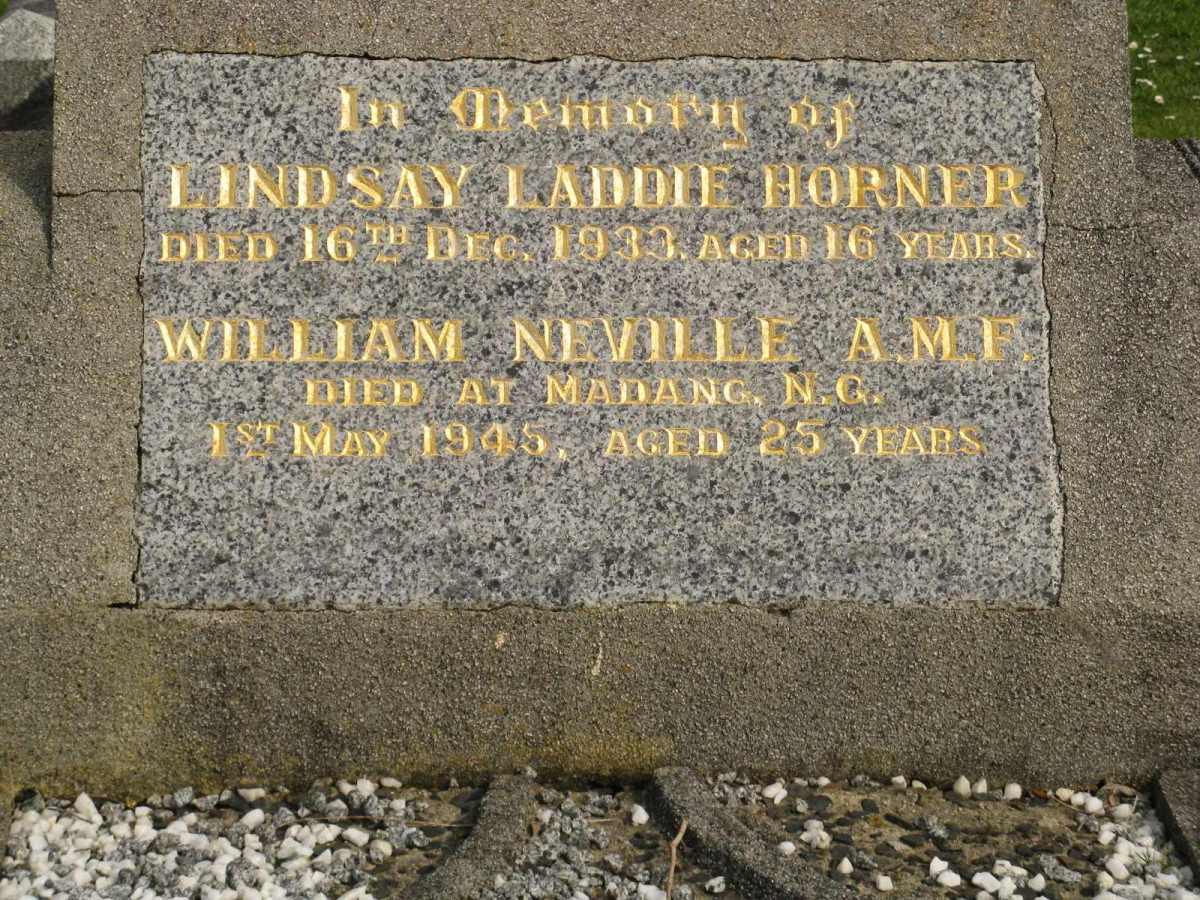 In Memory of
LINDSAY LADDIE HORNER
DIED 16TH DEC. 1933. AGED 16 YEARS.
WILLIAM NEVILLE A.M.F.
DIED AT MADANG, N.G.
1ST MAY 1945, AGED 25 YEARS